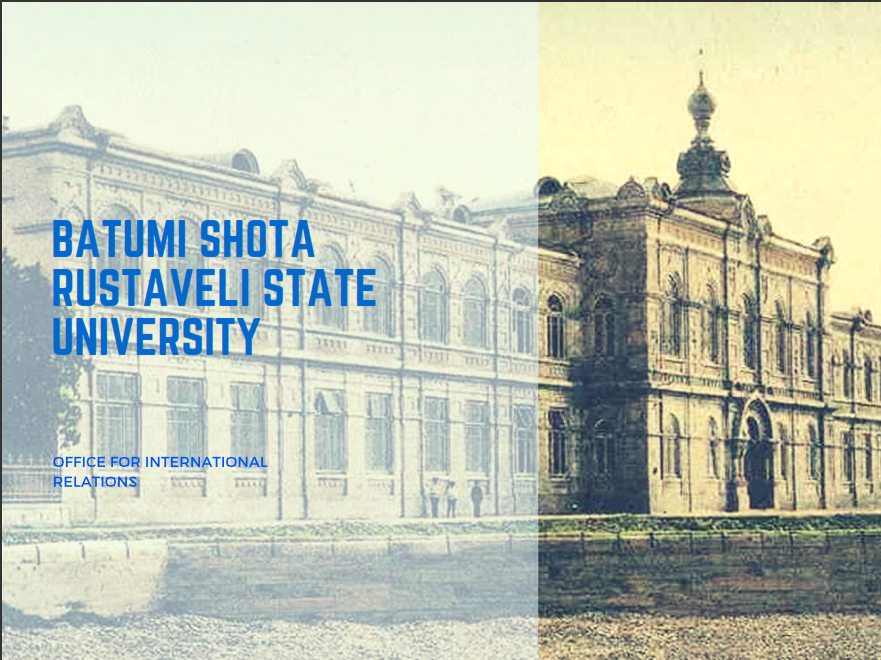 BATUMI SHOTA
RUSTAVELI STATE
UNIVERSITY
OFFICE FOR INTERNATIONAL
RELATIONS